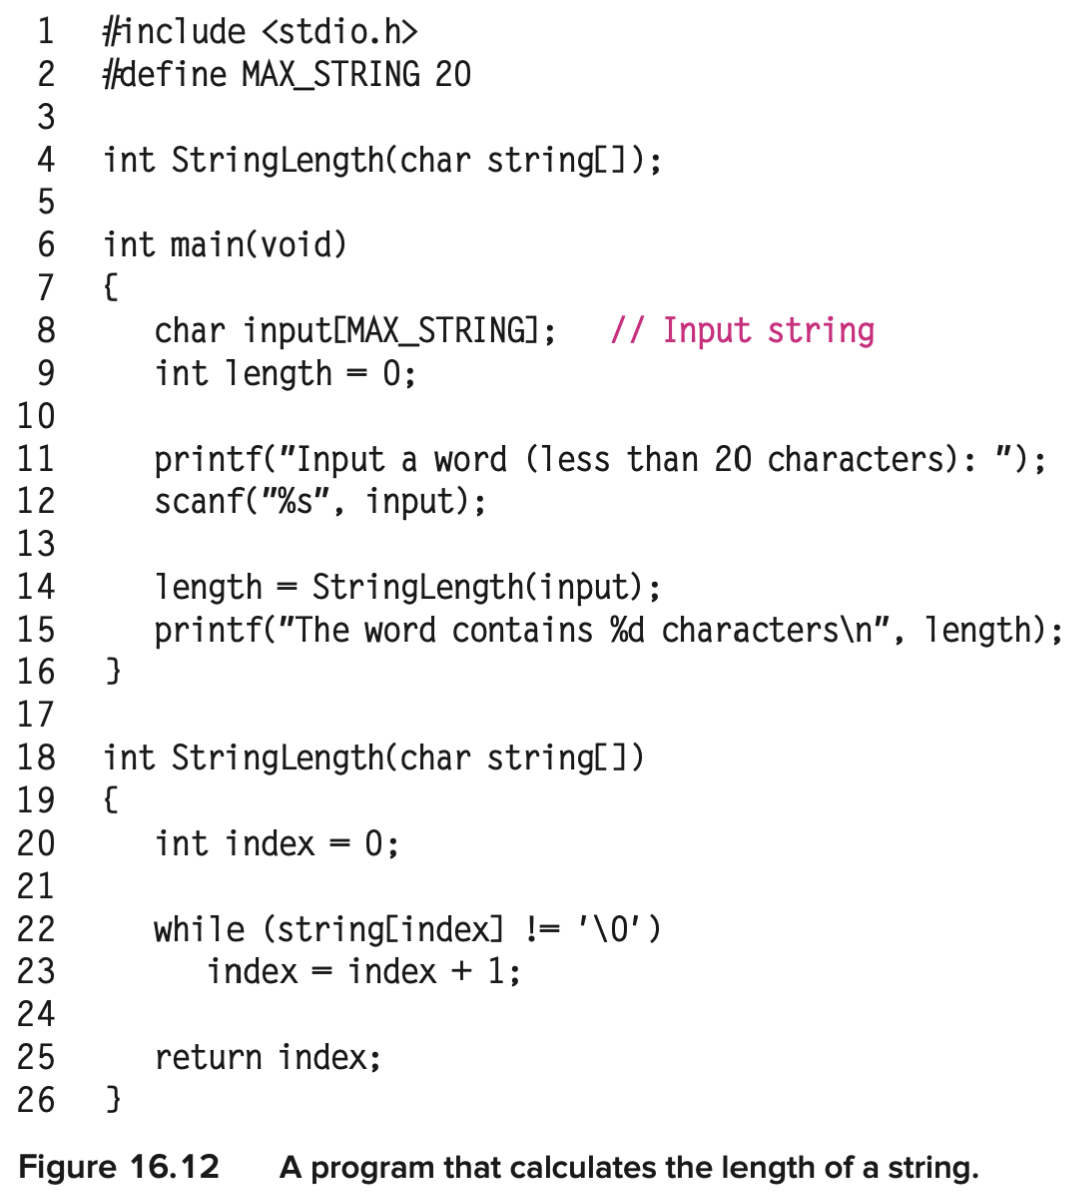 1 #include <stdio.h>
2 #define MAX_STRING 20
3
4 int StringLength(char string[]);
5
6 int main(void)
7 {
8 char input[MAX_STRING]; // Input string
9 int length = 0;
10
11 printf("Input a word (less than 20 characters): ");
12 scanf("%s", input);
13
14 length = StringLength(input);
15 printf("The word contains %d characters\n", length);
16 }
17
18 int StringLength(char string[])
19 {
20 int index = 0;
21
22 while (string[index] != '\0')
23 index = index + 1;
24
25 return index;
26 }
Figure 16.12 A program that calculates the length of a string.